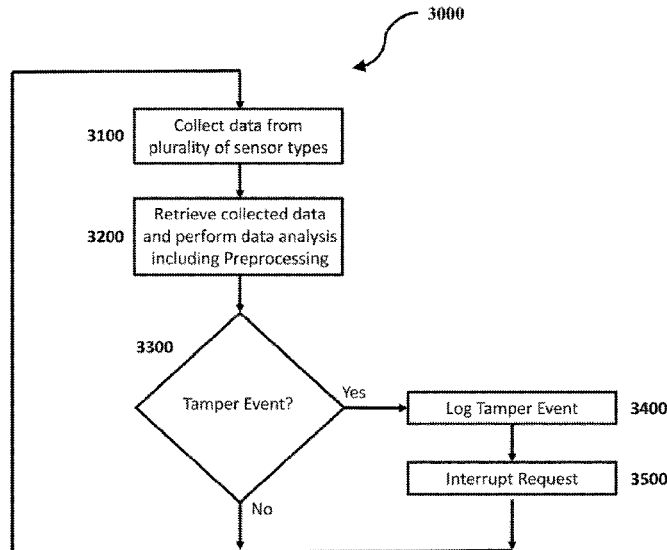 3000
3100
Collect data from
plurality of sensor types
3200
Retrieve collected data
and perform data analysis
including Preprocessing
3300
Tamper Event?
Yes
Log Tamper Event
3400
Interrupt Request
3500
No